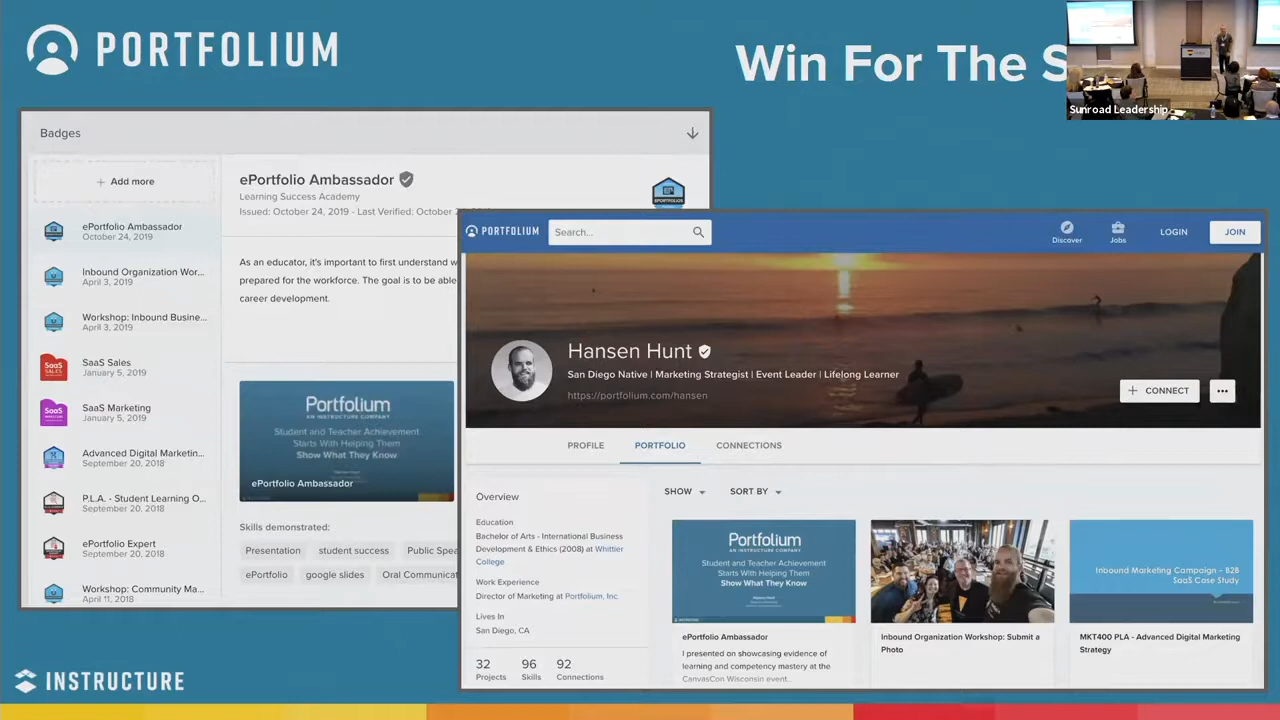 PORTFOLIUM
Win For The S
Sunroad Leadership
Badges
+ Add more
ePortfolio Ambassador
October 24, 2019
Inbound Organization Wor...
April 3, 2019
Workshop: Inbound Busine...
April 3, 2019
SaaS Sales
January 5, 2019
SaaS Marketing
January 5, 2019
Advanced Digital Marketin...
September 20, 2018
P.L.A. - Student Learning O...
September 20, 2018
ePortfolio Expert
September 20, 2018
Workshop: Community Ma...
April 11, 2018
SaaS
SaaS
ePortfolio Ambassador
Learning Success Academy
Issued: October 24, 2019 - Last Verified: October
EPORTFOLIOS
As an educator, it's important to first understand w
prepared for the workforce. The goal is to be able
career development.
Portfolium
AN INSTRUCTURE COMPANY
Student and Teacher Achievement
Starts With Helping Them
Show What They Know
ePortfolio Ambassador
Skills demonstrated:
Presentation student success Public Spea
ePortfolio google slides Oral Communicat
PORTFOLIUM
Search...
Discover
Jobs
LOGIN
JOIN
Hansen Hunt
San Diego Native | Marketing Strategist | Event Leader | Lifelong Learner
https://portfolium.com/hansen
+ CONNECT
...
PROFILE PORTFOLIO CONNECTIONS
Overview
Education
Bachelor of Arts - International Business
Development & Ethics (2008) at Whittier
College
Work Experience
Director of Marketing at Portfolium, Inc.
Lives In
San Diego, CA
32 96 92
Projects Skills Connections
SHOW SORT BY
Portfolium
AN INSTRUCTURE COMPANY
Student and Teacher Achievement
Starts With Helping Them
Show What They Know
ePortfolio Ambassador
I presented on showcasing evidence of
learning and competency mastery at the
CanvasCon Wisconsin event...
Inbound Organization Workshop: Submit a
Photo
Inbound Marketing Campaign – B2B
SaaS Case Study
MKT400 PLA - Advanced Digital Marketing
Strategy
INSTRUCTURE